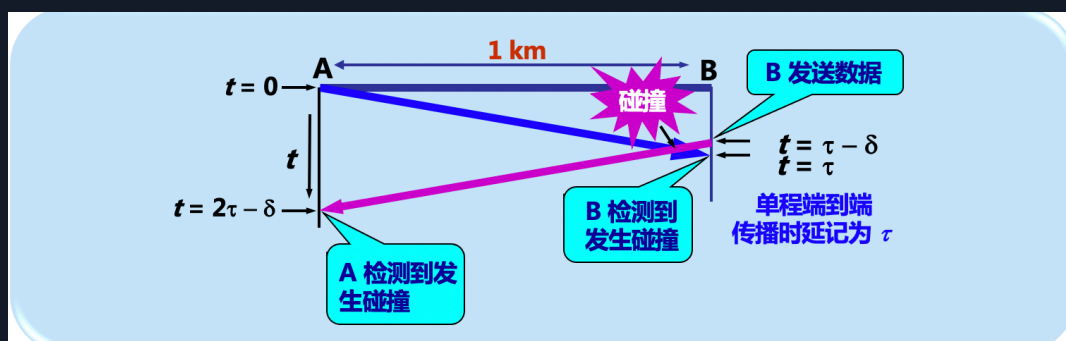 1 km
A
B
B 发送数据
t = 0
碰撞
t = τ − δ
t = τ
t
B 检测到
发生碰撞
单程端到端
传播时延记为 τ
t = 2τ − δ
A 检测到发
生碰撞